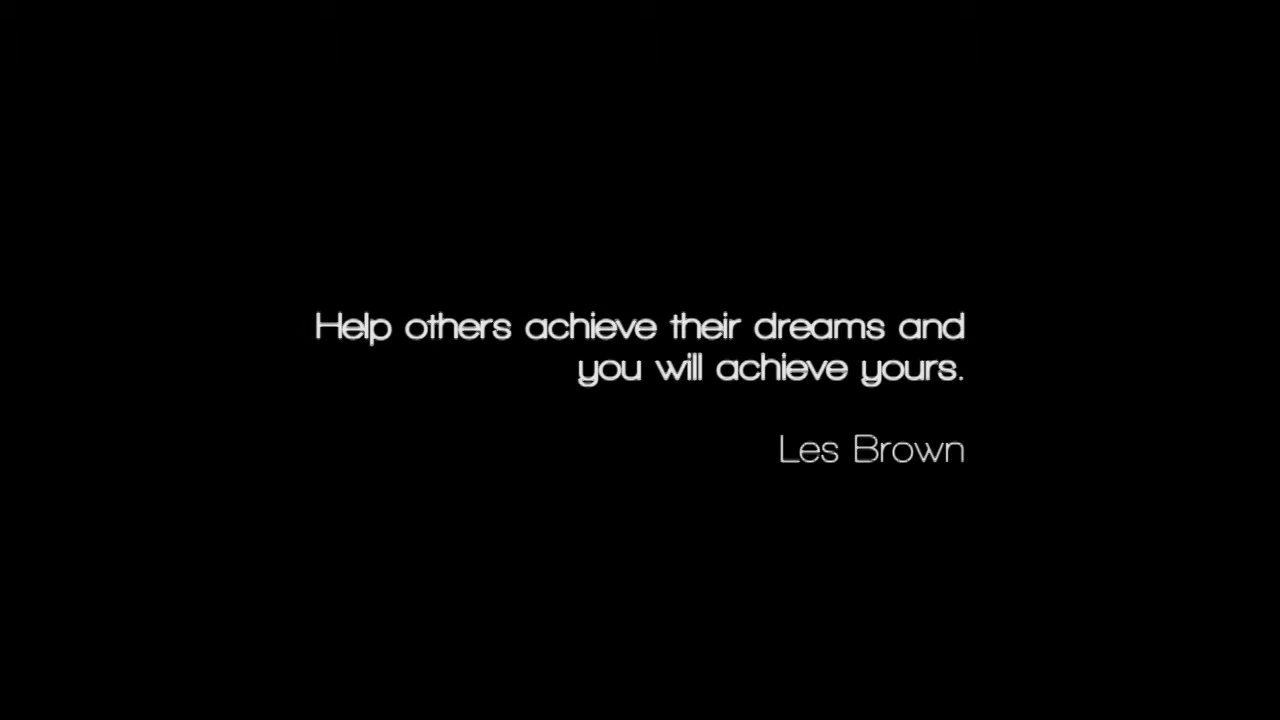 Help others achieve their dreams and
you will achieve yours.
Les Brown